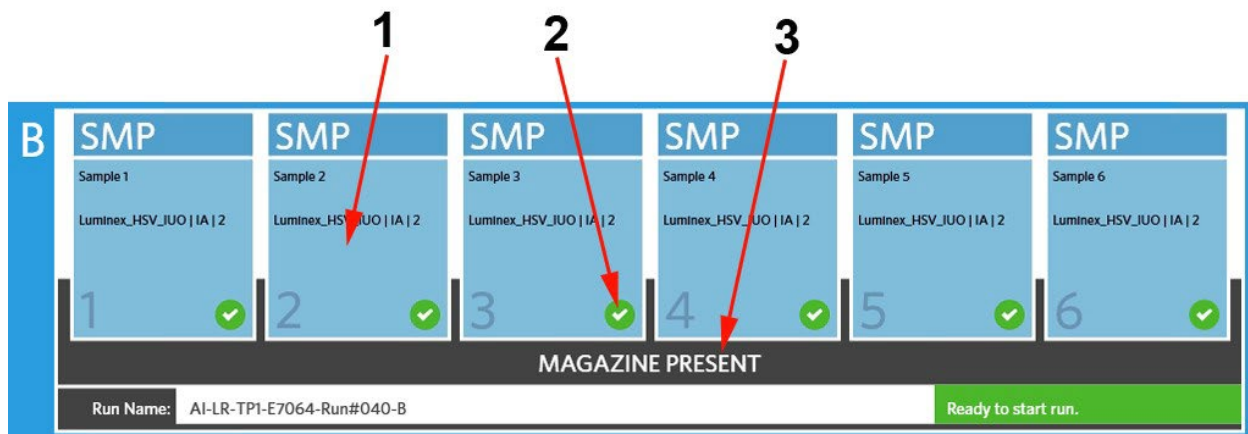 1 2 3
B
SMP SMP SMP SMP SMP SMP
Sample 1 Sample 2 Sample 3 Sample 4 Sample 5 Sample 6
Luminex_HSV_IUO | IA | 2 Luminex_HSV_IUO | IA | 2 Luminex_HSV_IUO | IA | 2 Luminex_HSV_IUO | IA | 2 Luminex_HSV_IUO | IA | 2 Luminex_HSV_IUO | IA | 2
1 2 3 4 5 6
MAGAZINE PRESENT
Run Name: AI-LR-TP1-E7064-Run#040-B Ready to start run.